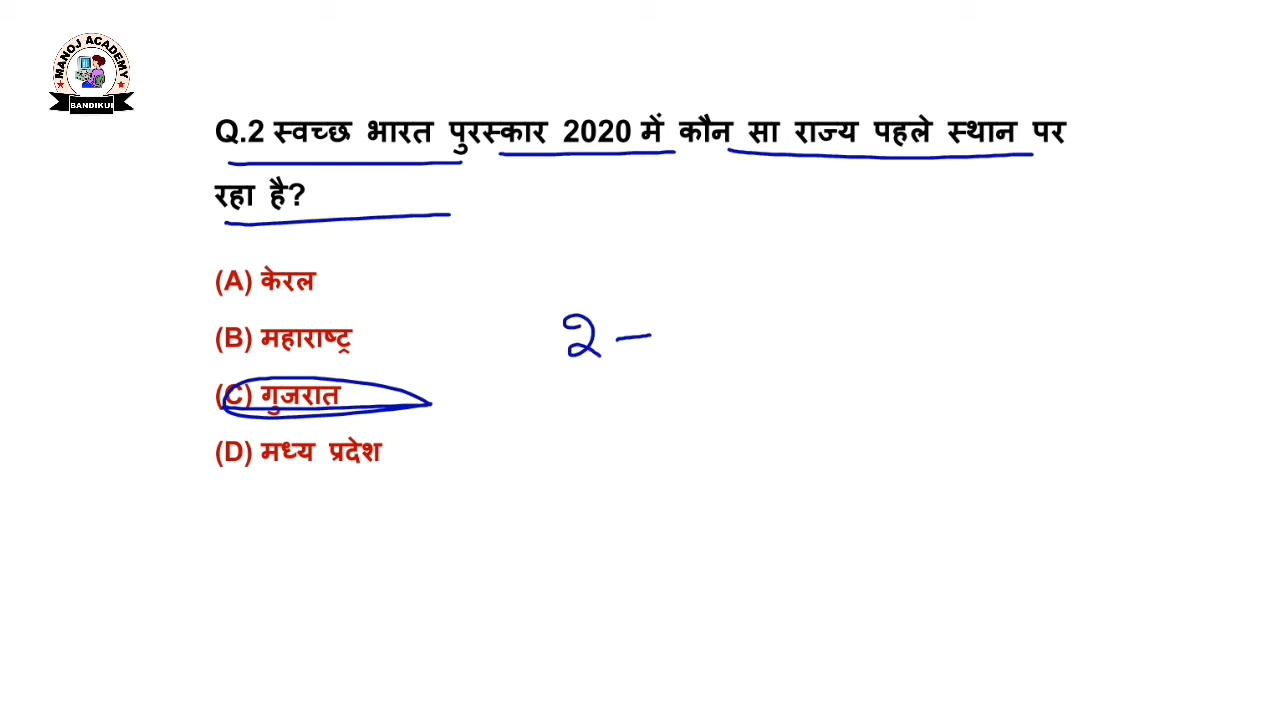 MANOJ ACADEMY
BANDIKUI
Q.2 स्वच्छ भारत पुरस्कार 2020 में कौन सा राज्य पहले स्थान पर
रहा है?
(A) केरल
(B) महाराष्ट्र
(C) गुजरात
(D) मध्य प्रदेश
2 –